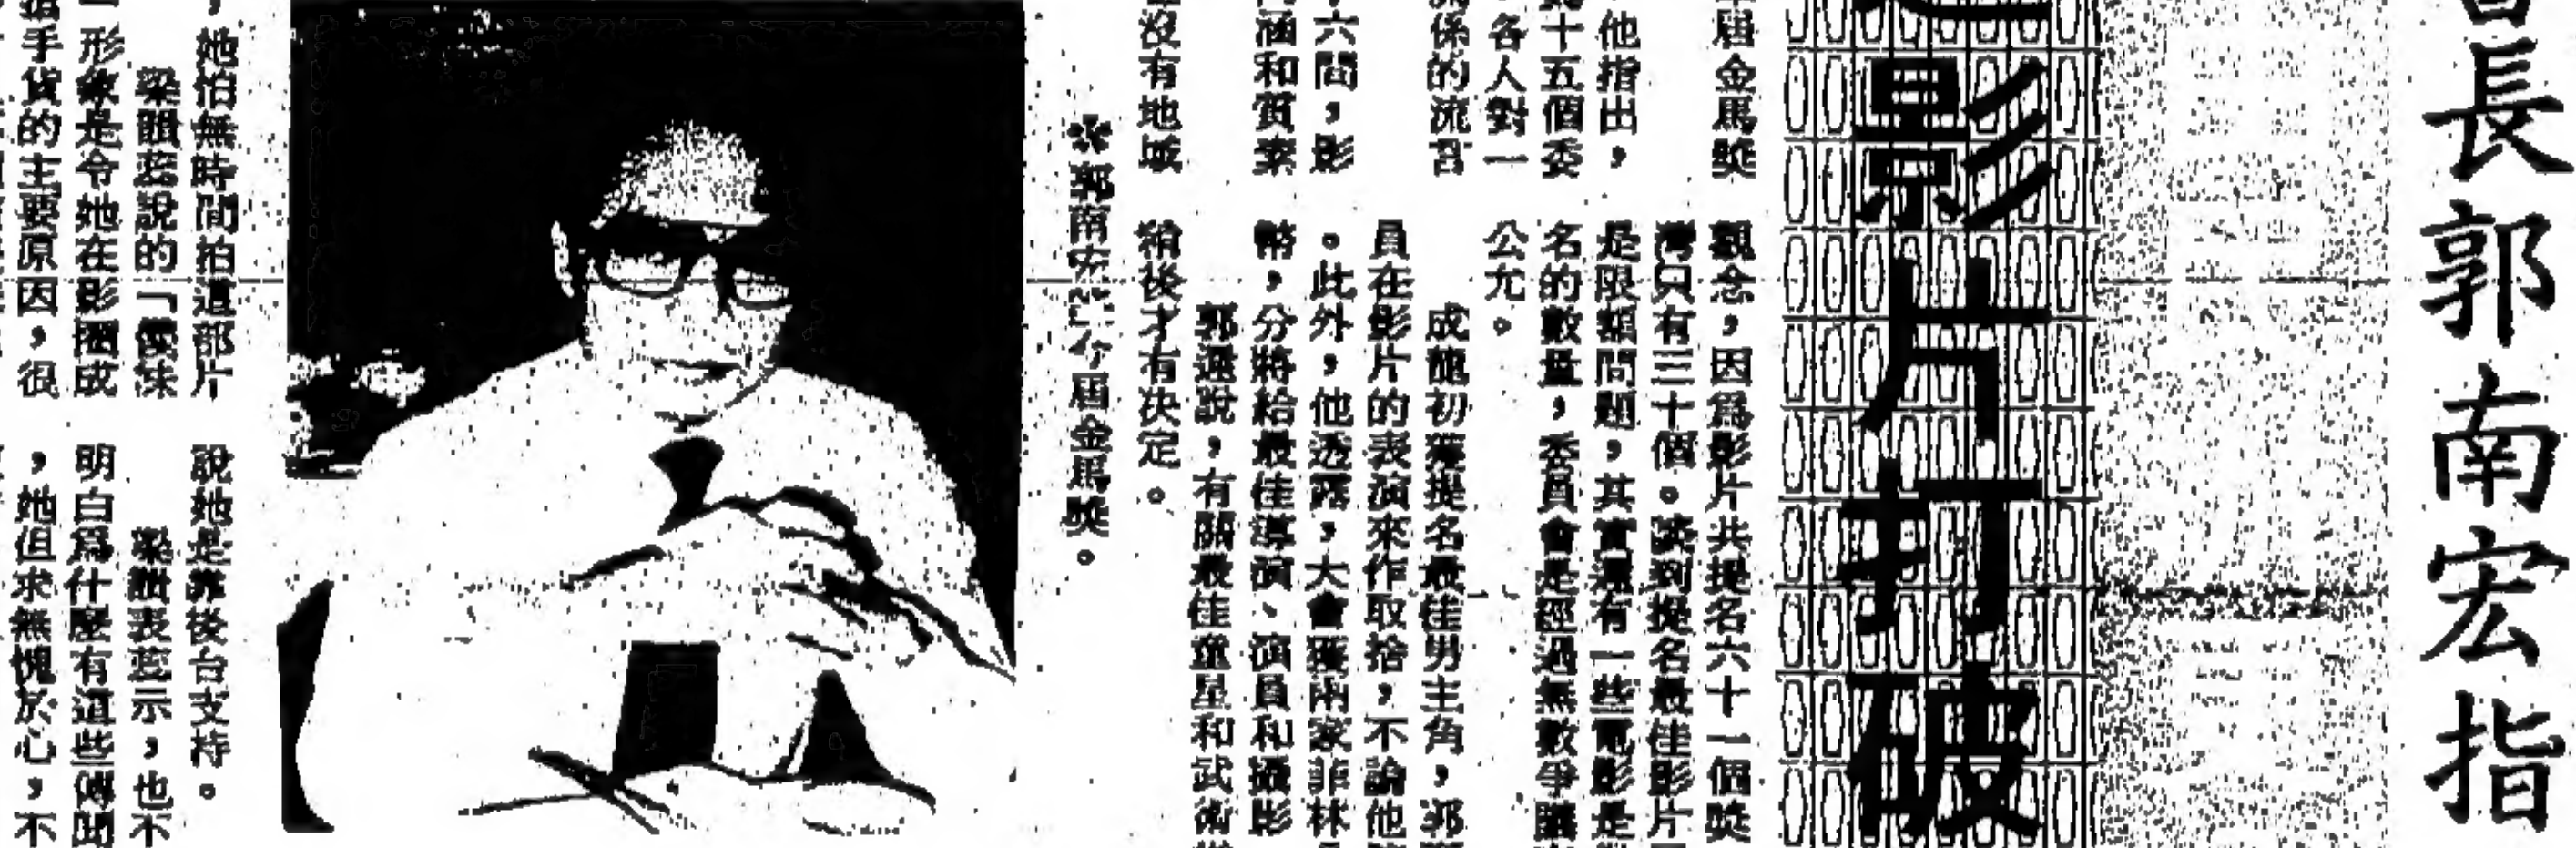 長郭南宏指
影片打破
屆金馬獎
觀念，因爲影片共提名六十一個獎
灣只有三十個。談到提名最佳影片
他指出，
是限額問題，其實還有一些電影是
十五個委
名的數量，委員會是經過無數爭議
。各人對一
公允。
係的流言
成龍初獲提名最佳男主角，郭
員在影片的表演來作取捨，不論他
六間，影
。此外，他透露，大會獲兩家菲林
涵和質素
幣，分將給最佳導演、演員和攝影
郭還說，有關最佳童星和武術
沒有地域
稍後才有決定。
※郭南宏 今屆金馬獎。
，她怕無時間拍這部片
說她是靠後台支持。
梁韻蕊說的「傻妹
梁韻蕊表示，也不
形象是令她在影圈成
明白爲什麼有這些傳聞
手貨的主要原因，很
，她但求無愧於心，不